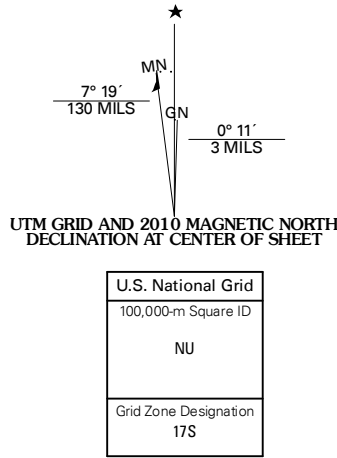 ★
MN
GN
7° 19´
130 MILS
0° 11´
3 MILS
UTM GRID AND 2010 MAGNETIC NORTH
DECLINATION AT CENTER OF SHEET
U.S. National Grid
100,000-m Square ID
NU
Grid Zone Designation
17S